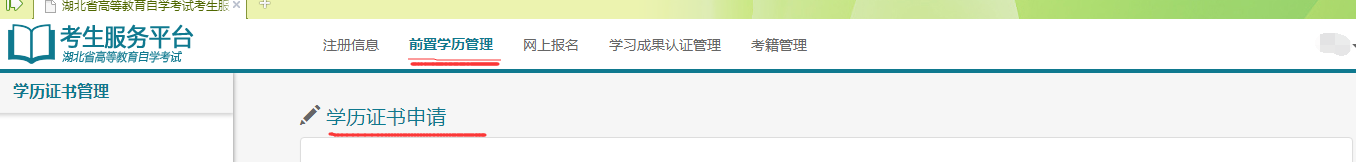 湖北省高等教育自学考试考生服
考生服务平台
湖北省高等教育自学考试
注册信息 前置学历管理 网上报名 学习成果认证管理 考籍管理
学历证书管理
学历证书申请